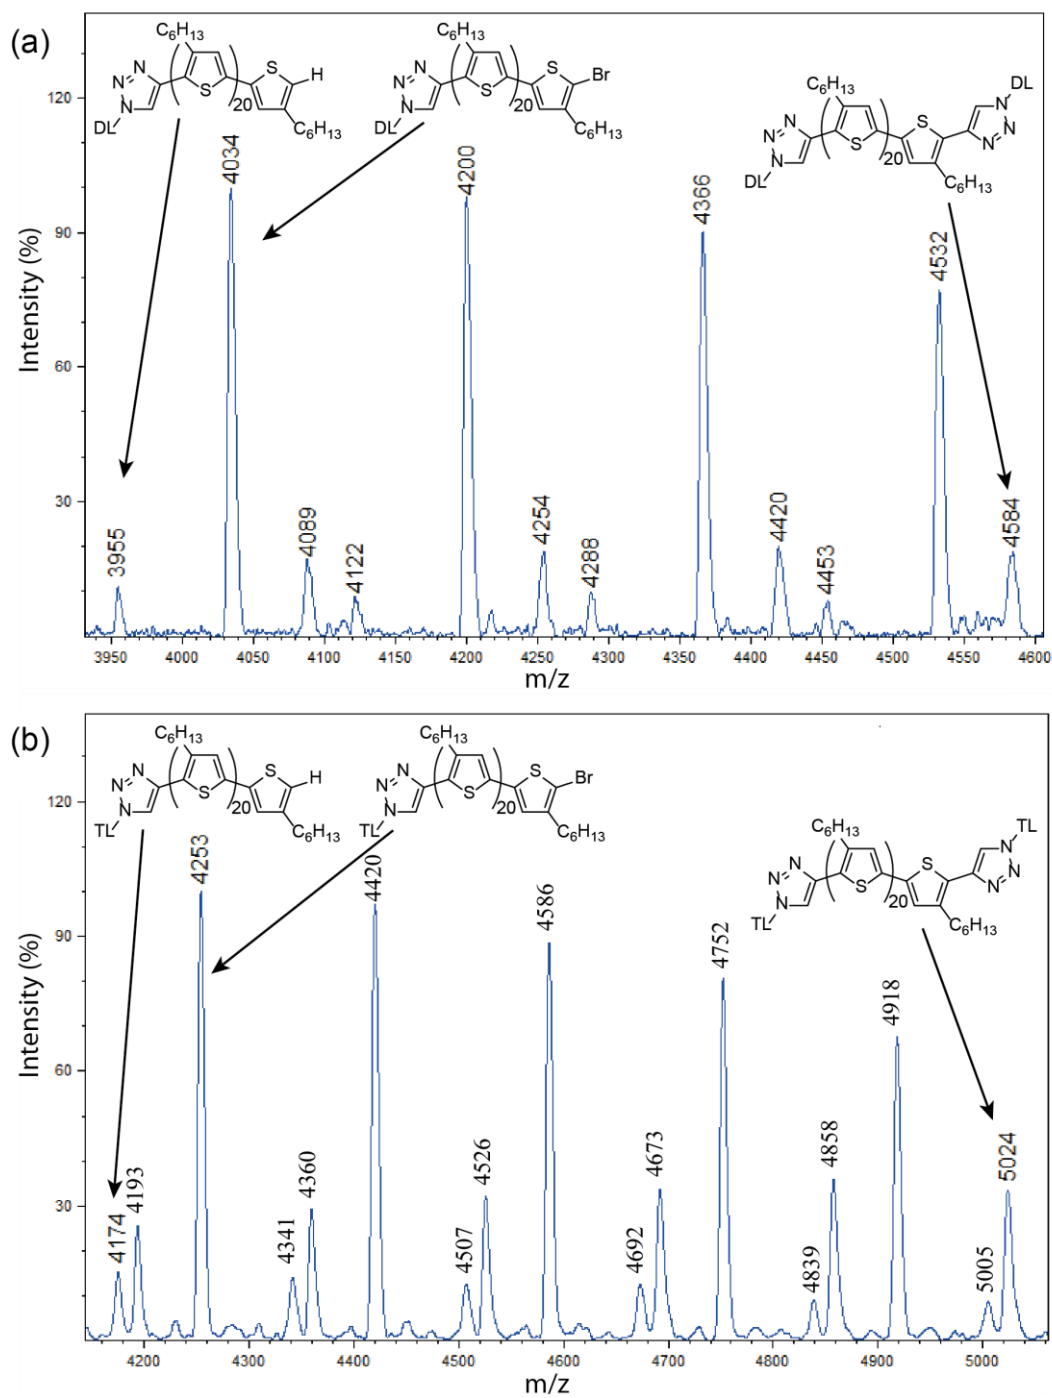 (a)
C6H13
S
H
N
N
N
S
20
DL
C6H13
C6H13
S
Br
N
N
N
S
20
DL
C6H13
DL
C6H13
N
N
N
S
S
N
N
N
20
DL
C6H13
Intensity (%)
120
90
60
30
3955
4034
4089
4122
4200
4254
4288
4366
4420
4453
4532
4584
3950 4000 4050 4100 4150 4200 4250 4300 4350 4400 4450 4500 4550 4600
m/z
(b)
C6H13
S
H
N
N
N
S
20
TL
C6H13
C6H13
S
Br
N
N
N
S
20
TL
C6H13
TL
C6H13
N
N
N
S
S
N
N
N
20
TL
C6H13
Intensity (%)
120
90
60
30
4174
4193
4253
4341
4360
4420
4507
4526
4586
4692
4673
4752
4839
4858
4918
5005
5024
4200 4300 4400 4500 4600 4700 4800 4900 5000
m/z